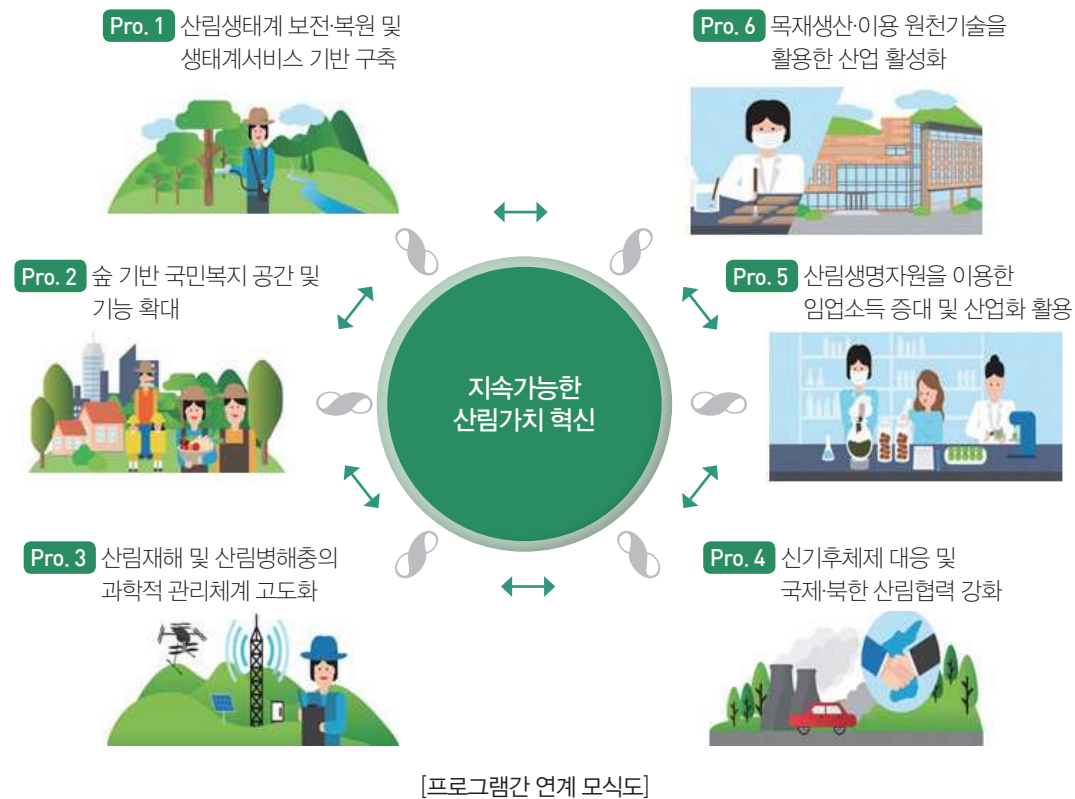 Pro. 1 산림생태계 보전·복원 및
생태계서비스 기반 구축
Pro. 6 목재생산·이용 원천기술을
활용한 산업 활성화
Pro. 2 숲 기반 국민복지 공간 및
기능 확대
Pro. 5 산림생명자원을 이용한
임업소득 증대 및 산업화 활용
지속가능한
산림가치 혁신
Pro. 3 산림재해 및 산림병해충의
과학적 관리체계 고도화
Pro. 4 신기후체제 대응 및
국제·북한 산림협력 강화
[프로그램간 연계 모식도]